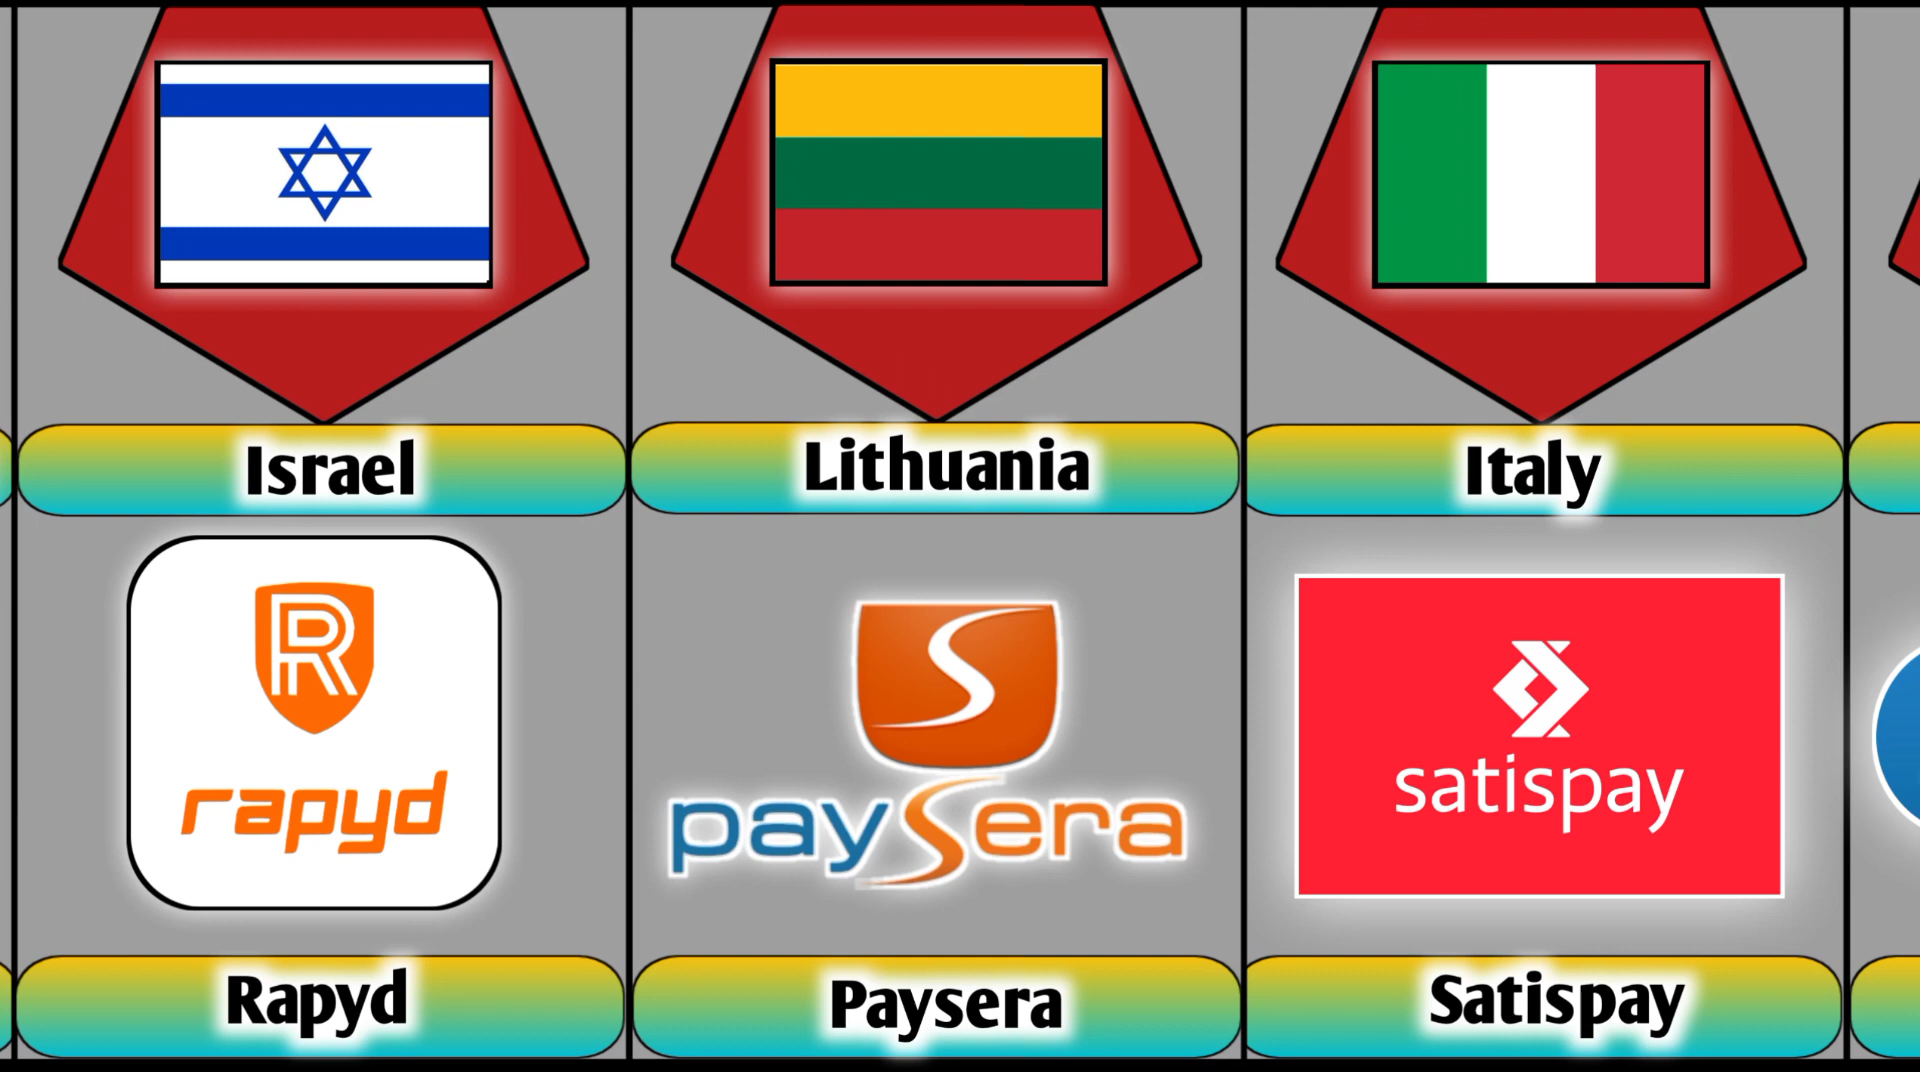 Israel
Lithuania
Italy
R
rapyd
paysera
satispay
Rapyd
Paysera
Satispay